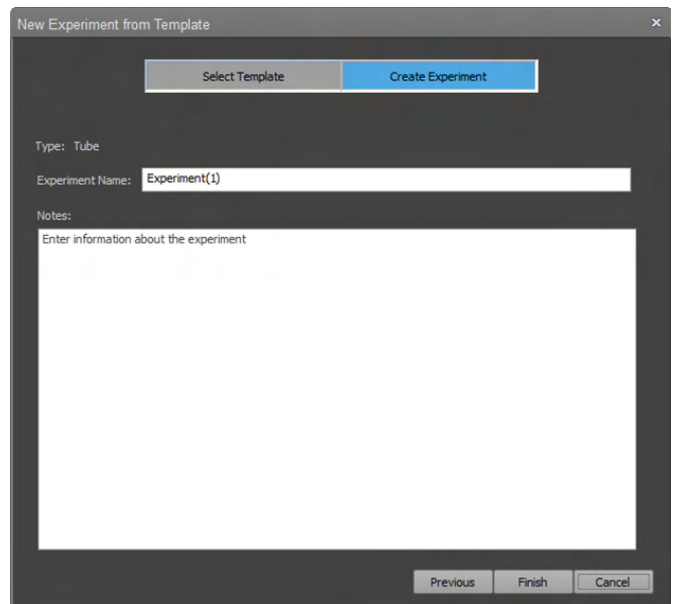 New Experiment from Template ×
Select Template Create Experiment
Type: Tube
Experiment Name: Experiment(1)
Notes:
Enter information about the experiment
Previous Finish Cancel